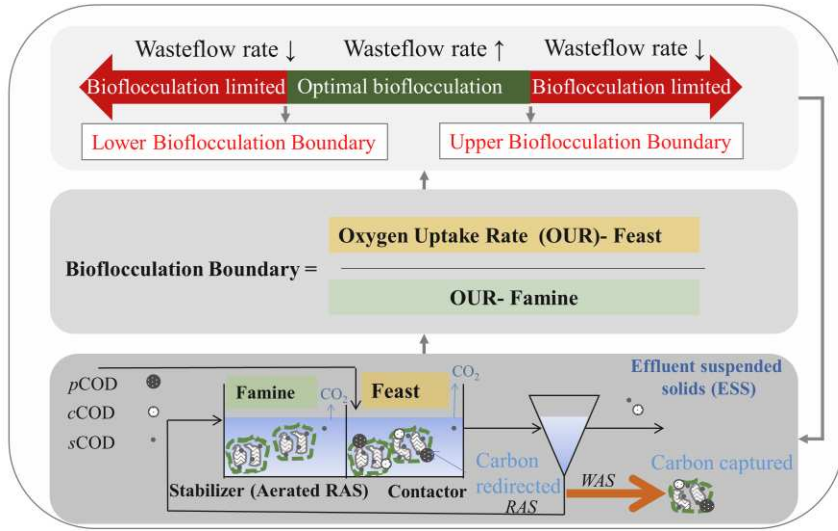 Wasteflow rate ↓ Wasteflow rate ↑ Wasteflow rate ↓
Bioflocculation limited Optimal bioflocculation Bioflocculation limited
Lower Bioflocculation Boundary Upper Bioflocculation Boundary
Oxygen Uptake Rate (OUR)- Feast
Bioflocculation Boundary =
OUR- Famine
Effluent suspended
solids (ESS)
pCOD
cCOD
sCOD
Famine CO2 Feast CO2
Carbon
redirected
Carbon captured
Stabilizer (Aerated RAS) Contactor
RAS
WAS